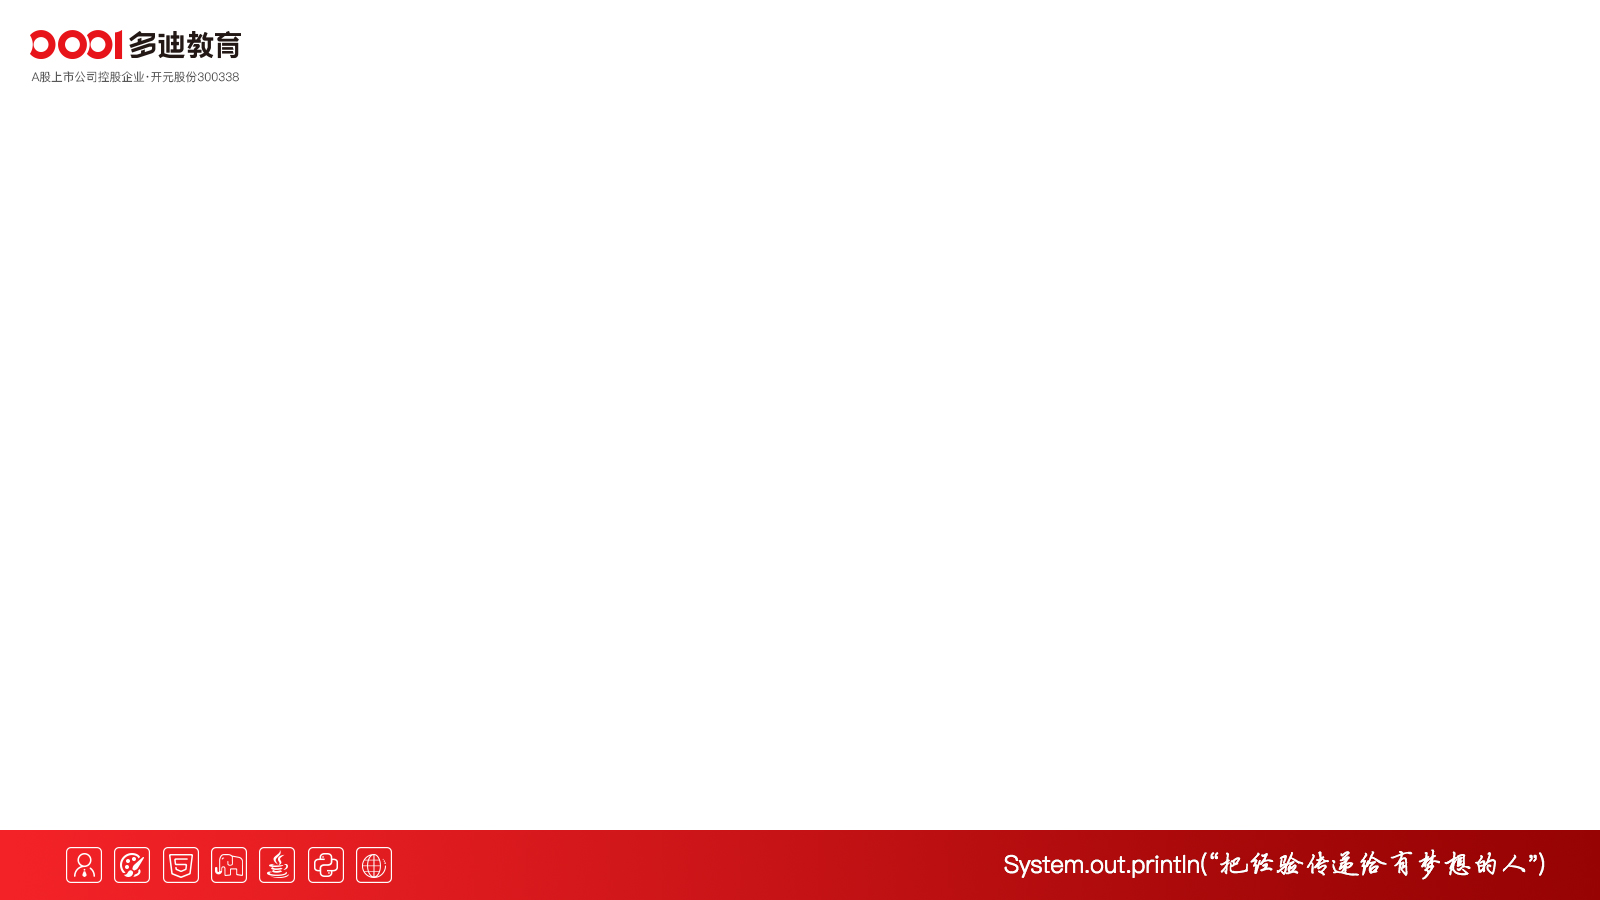 多迪教育
A股上市公司控股企业·开元股份300338
System.out.println(“把经验传递给有梦想的人”)